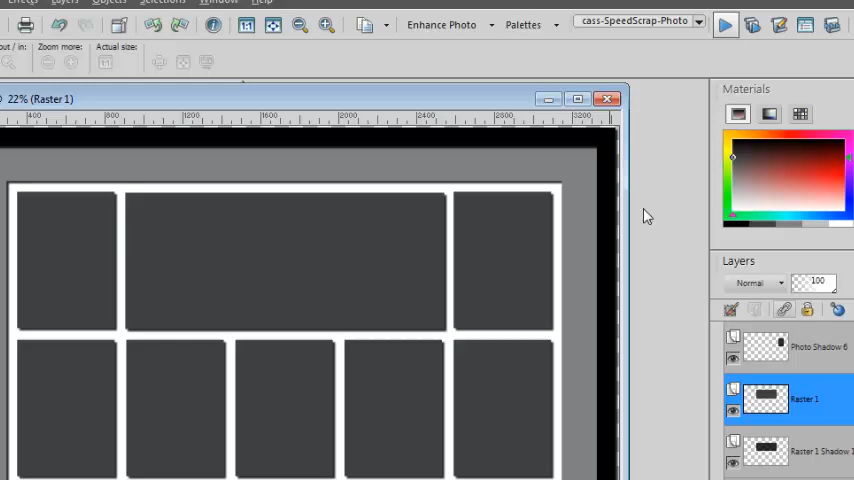 Effects Layers Objects Selections Window Help
Enhance Photo Palettes cass-SpeedScrap-Photo
out / in: Zoom more: Actual size:
22% (Raster 1)
Materials
400 800 1200 1600 2000 2400 2800 3200
Layers
Normal 100
Photo Shadow 6
Raster 1
Raster 1 Shadow 1